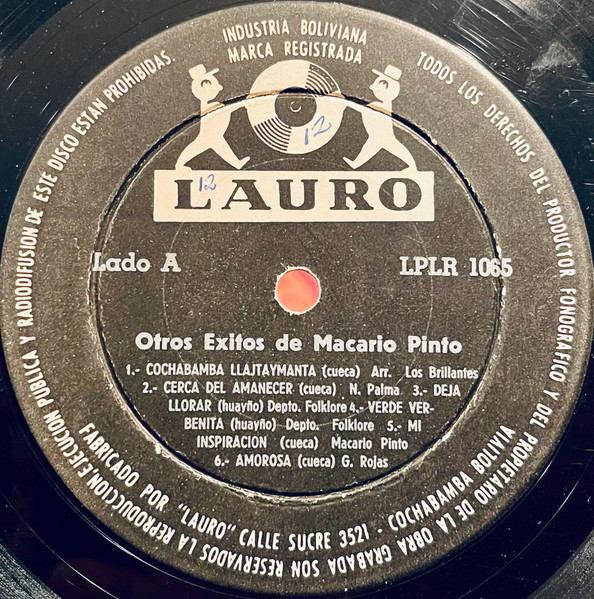 INDUSTRIA BOLIVIANA
MARCA REGISTRADA
TODOS LOS DERECHOS DEL PRODUCTOR FONOGRAFICO Y DEL PROPIETARIO DE LA OBRA GRABADA SON RESERVADOS LA REPRODUCCION EJECUCION PUBLICA Y RADIODIFUSION DE ESTE DISCO ESTAN PROHIBIDAS.
12
12
LAURO
Lado A
LPLR 1065
Otros Exitos de Macario Pinto
1.- COCHABAMBA LLAJTAYMANTA (cueca) Arr. Los Brillantes
2.- CERCA DEL AMANECER (cueca) N. Palma 3.- DEJA
LLORAR (huayño) Depto. Folklore 4.- VERDE VER-
BENITA (huayño) Depto. Folklore 5.- MI
INSPIRACION (cueca) Macario Pinto
6.- AMOROSA (cueca) G. Rojas
FABRICADO POR "LAURO" CALLE SUCRE 3521 - COCHABAMBA BOLIVIA